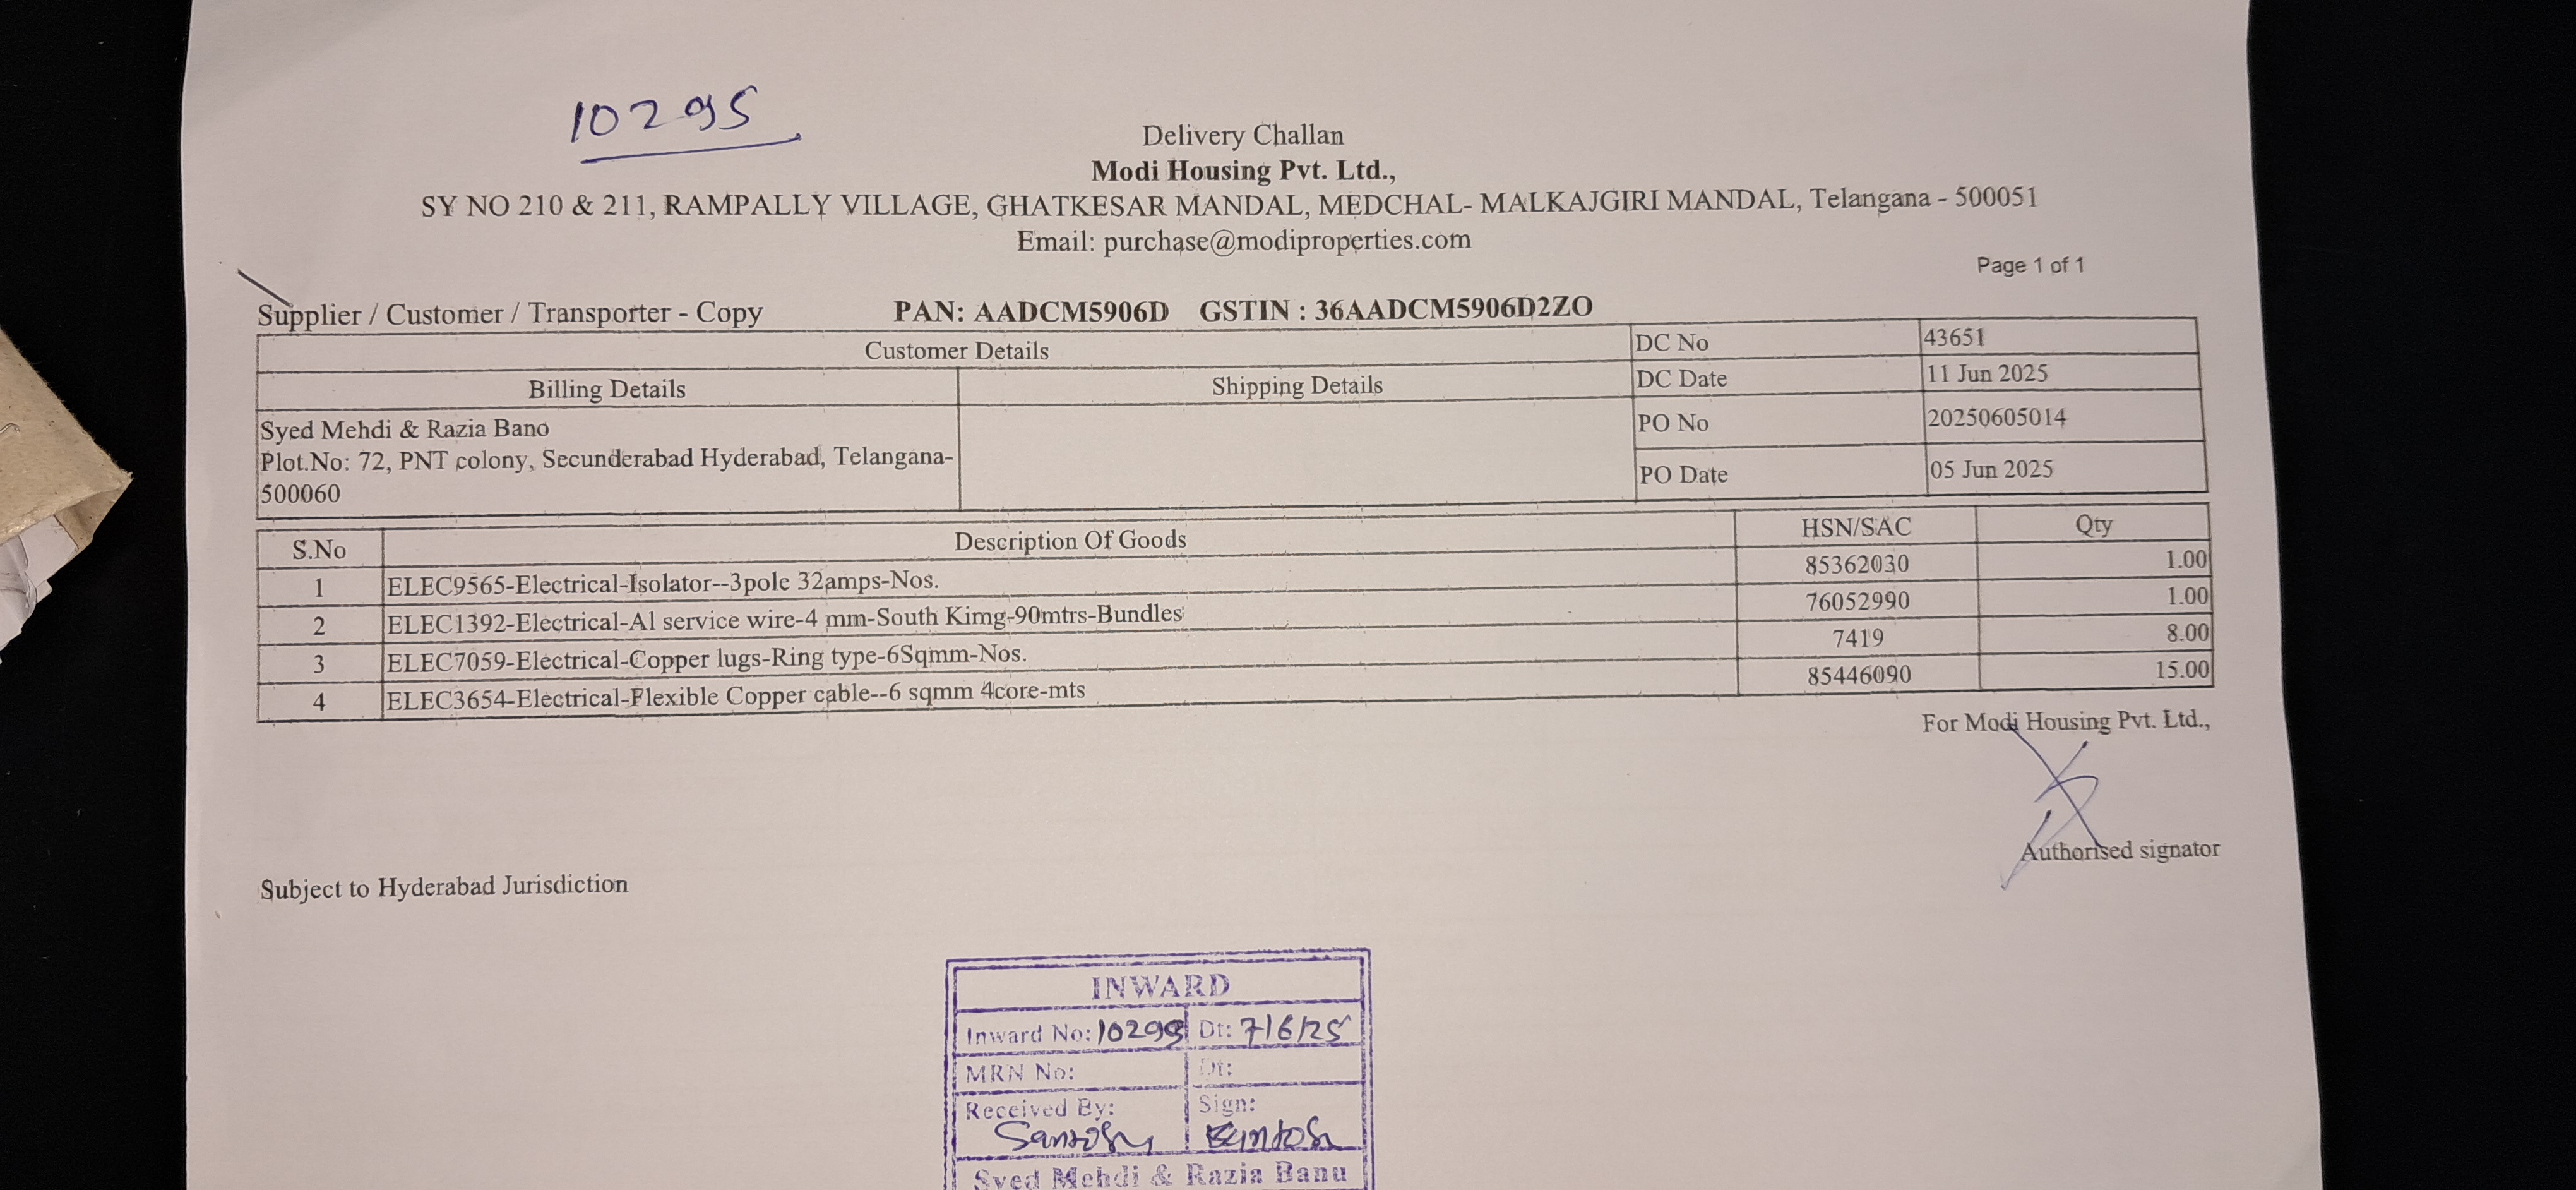 10295
Delivery Challan
Modi Housing Pvt. Ltd.,
SY NO 210 & 211, RAMPALLY VILLAGE, GHATKESAR MANDAL, MEDCHAL- MALKAJGIRI MANDAL, Telangana - 500051
Email: purchase@modiproperties.com
Page 1 of 1
Supplier / Customer / Transporter - Copy PAN: AADCM5906D GSTIN : 36AADCM5906D2ZO
Customer Details DC No 43651
Billing Details Shipping Details DC Date 11 Jun 2025
Syed Mehdi & Razia Bano PO No 20250605014
Plot.No: 72, PNT colony, Secunderabad Hyderabad, Telangana-
500060 PO Date 05 Jun 2025
S.No Description Of Goods HSN/SAC Qty
1 ELEC9565-Electrical-Isolator--3pole 32amps-Nos. 85362030 1.00
2 ELEC1392-Electrical-Al service wire-4 mm-South Kimg-90mtrs-Bundles 76052990 1.00
3 ELEC7059-Electrical-Copper lugs-Ring type-6Sqmm-Nos. 7419 8.00
4 ELEC3654-Electrical-Flexible Copper cable--6 sqmm 4core-mts 85446090 15.00
For Modi Housing Pvt. Ltd.,
Authorised signator
Subject to Hyderabad Jurisdiction
INWARD
Inward No: 10295 Dt: 7/6/25
MRN No: Dt:
Received By: Sign:
Santosh Santosh
Syed Mehdi & Razia Banu